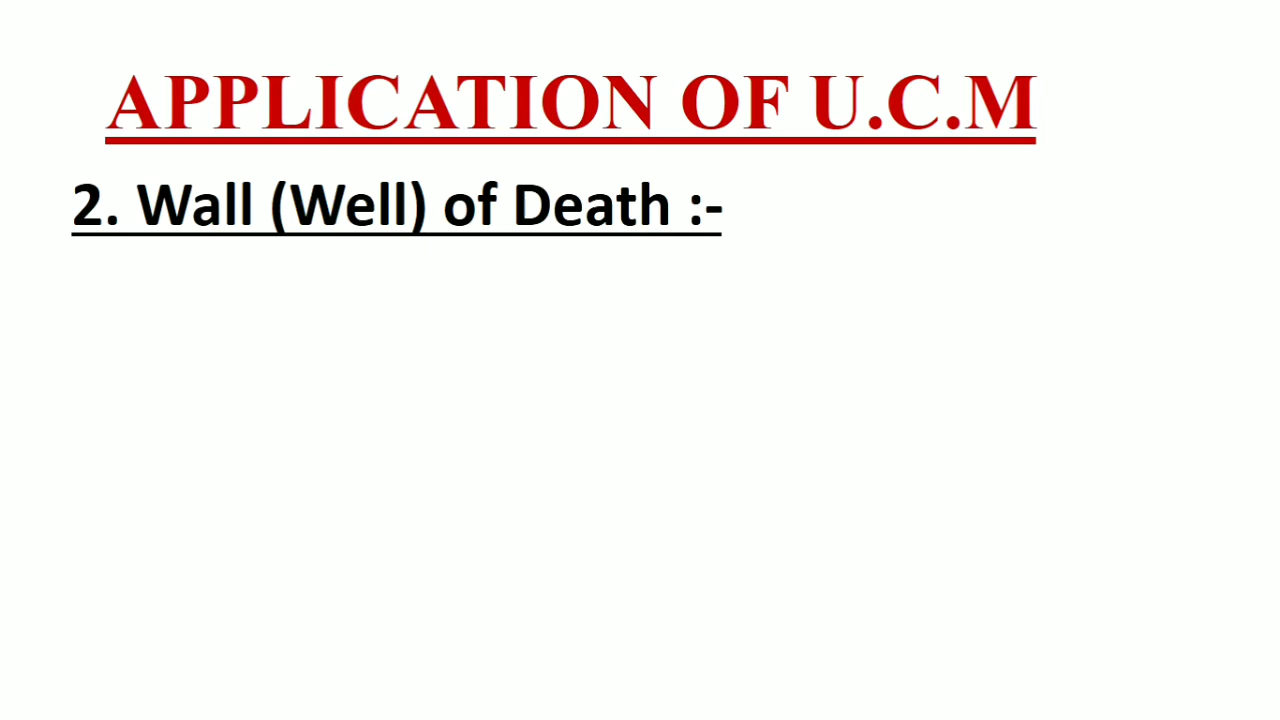 APPLICATION OF U.C.M
2. Wall (Well) of Death :-